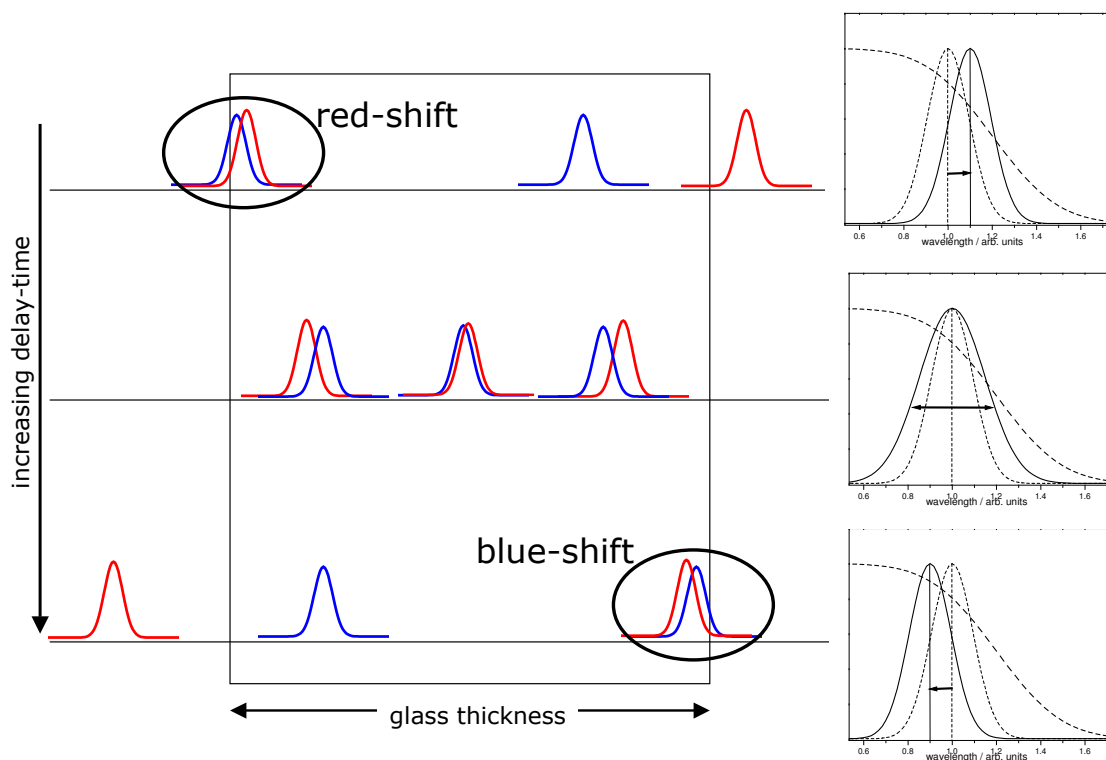 red-shift
0.6 0.8 1.0 1.2 1.4 1.6
wavelength / arb. units
increasing delay-time
0.6 0.8 1.0 1.2 1.4 1.6
wavelength / arb. units
blue-shift
glass thickness
0.6 0.8 1.0 1.2 1.4 1.6
wavelength / arb. units